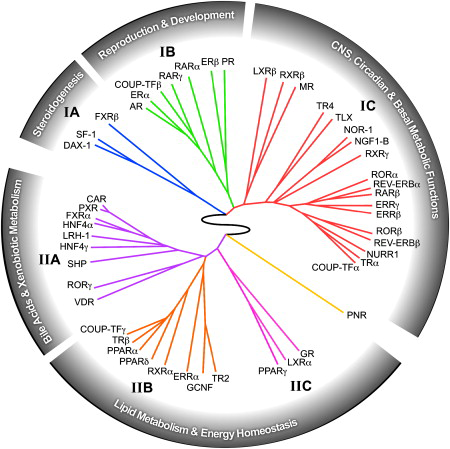 Reproduction & Development
CNS, Circadian & Basal Metabolic Functions
Steroidogenesis
Bile Acids & Xenobiotic Metabolism
Lipid Metabolism & Energy Homeostasis
IA
FXRβ
SF-1
DAX-1
IB
AR
ERα
COUP-TFβ
RARγ
RARα
ERβ
PR
IC
LXRβ
RXRβ
MR
TR4
TLX
NOR-1
NGF1-B
RXRγ
RORα
REV-ERBα
RARβ
ERRγ
ERRβ
RORβ
REV-ERBβ
NURR1
TRα
COUP-TFα
PNR
IIC
GR
LXRα
PPARγ
IIB
TR2
GCNF
ERRα
RXRα
PPARδ
PPARα
TRβ
COUP-TFγ
IIA
VDR
RORγ
SHP
HNF4γ
LRH-1
HNF4α
FXRα
PXR
CAR